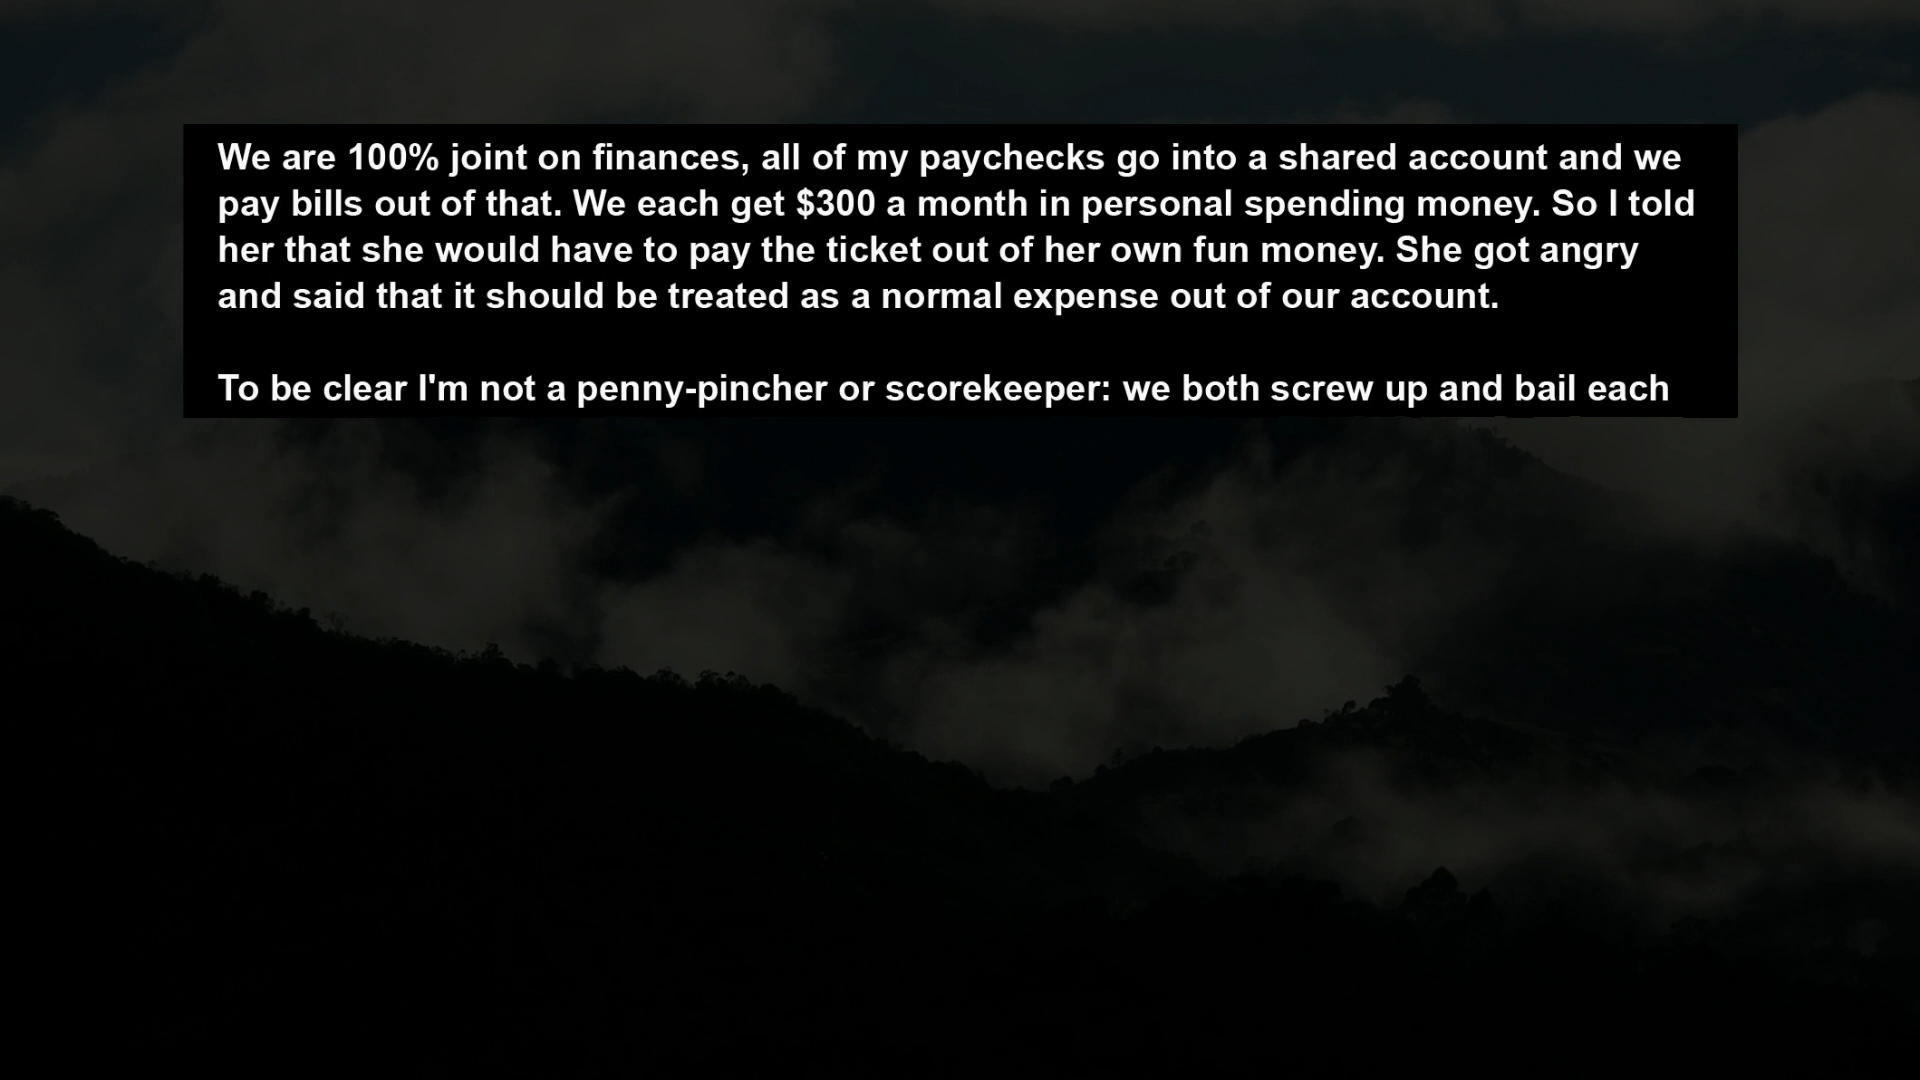 We are 100% joint on finances, all of my paychecks go into a shared account and we
pay bills out of that. We each get $300 a month in personal spending money. So I told
her that she would have to pay the ticket out of her own fun money. She got angry
and said that it should be treated as a normal expense out of our account.
To be clear I'm not a penny-pincher or scorekeeper: we both screw up and bail each